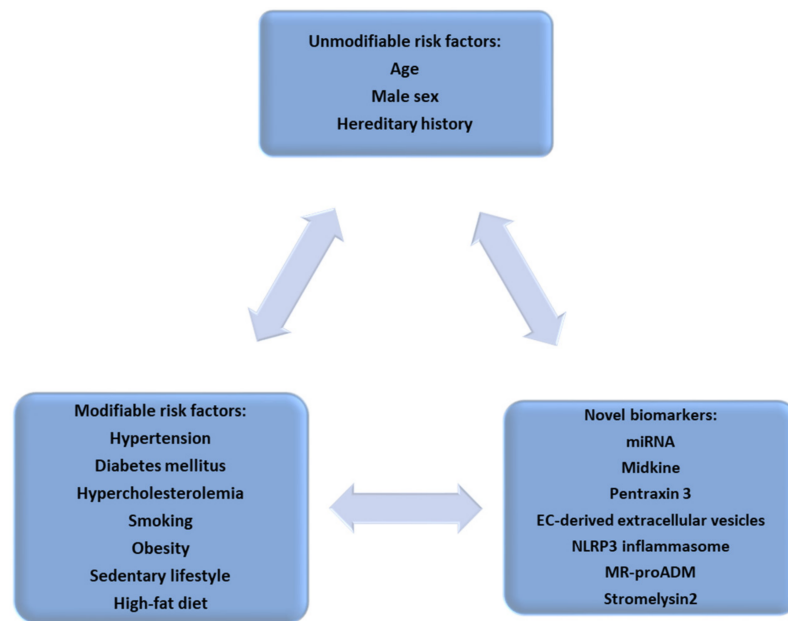 Unmodifiable risk factors:
Age
Male sex
Hereditary history
Modifiable risk factors:
Hypertension
Diabetes mellitus
Hypercholesterolemia
Smoking
Obesity
Sedentary lifestyle
High-fat diet
Novel biomarkers:
miRNA
Midkine
Pentraxin 3
EC-derived extracellular vesicles
NLRP3 inflammasome
MR-proADM
Stromelysin2